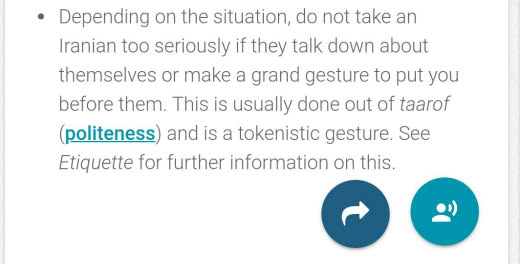 • Depending on the situation, do not take an
Iranian too seriously if they talk down about
themselves or make a grand gesture to put you
before them. This is usually done out of taarof
(politeness) and is a tokenistic gesture. See
Etiquette for further information on this.